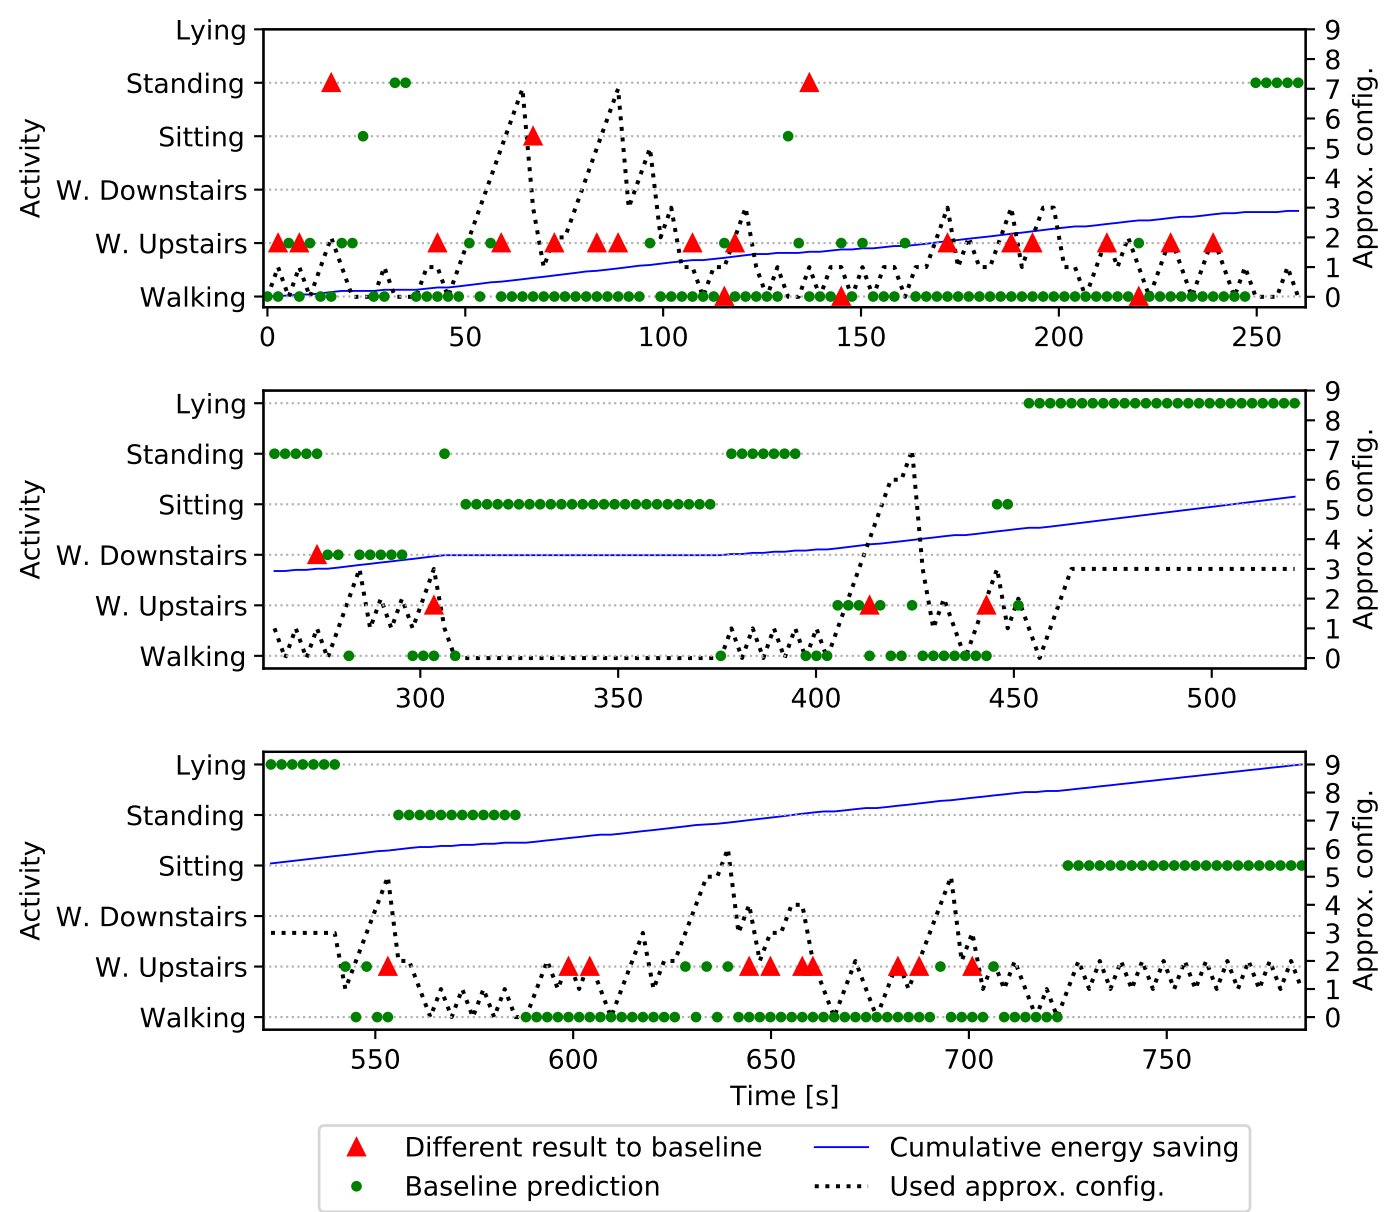 Lying
Standing
Sitting
W. Downstairs
W. Upstairs
Walking
Activity
9
8
7
6
5
4
3
2
1
0
Approx. config.
0 50 100 150 200 250
Lying
Standing
Sitting
W. Downstairs
W. Upstairs
Walking
Activity
9
8
7
6
5
4
3
2
1
0
Approx. config.
300 350 400 450 500
Lying
Standing
Sitting
W. Downstairs
W. Upstairs
Walking
Activity
9
8
7
6
5
4
3
2
1
0
Approx. config.
550 600 650 700 750
Time [s]
Different result to baseline
Baseline prediction
Cumulative energy saving
Used approx. config.